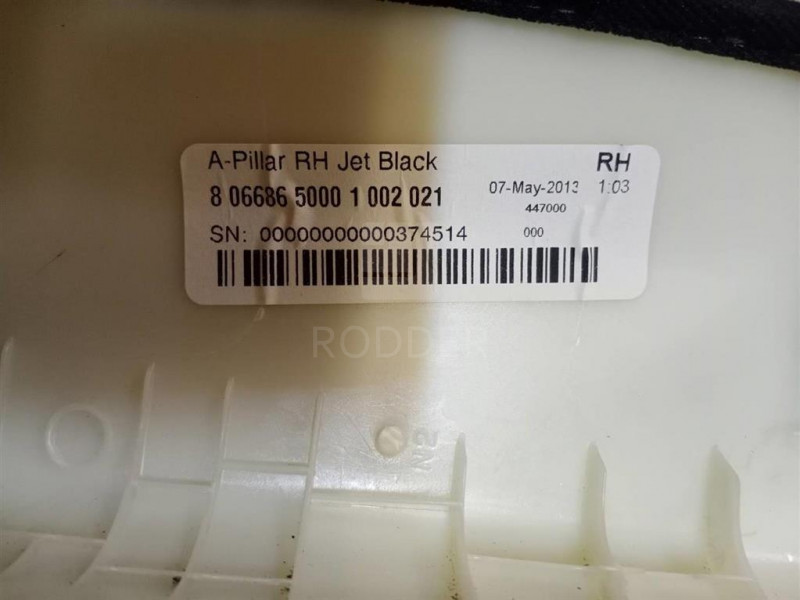 A-Pillar RH Jet Black
RH
8 06686 5000 1 002 021
07-May-2013
1:03
447000
SN: 00000000000374514
000
RODDER
N2